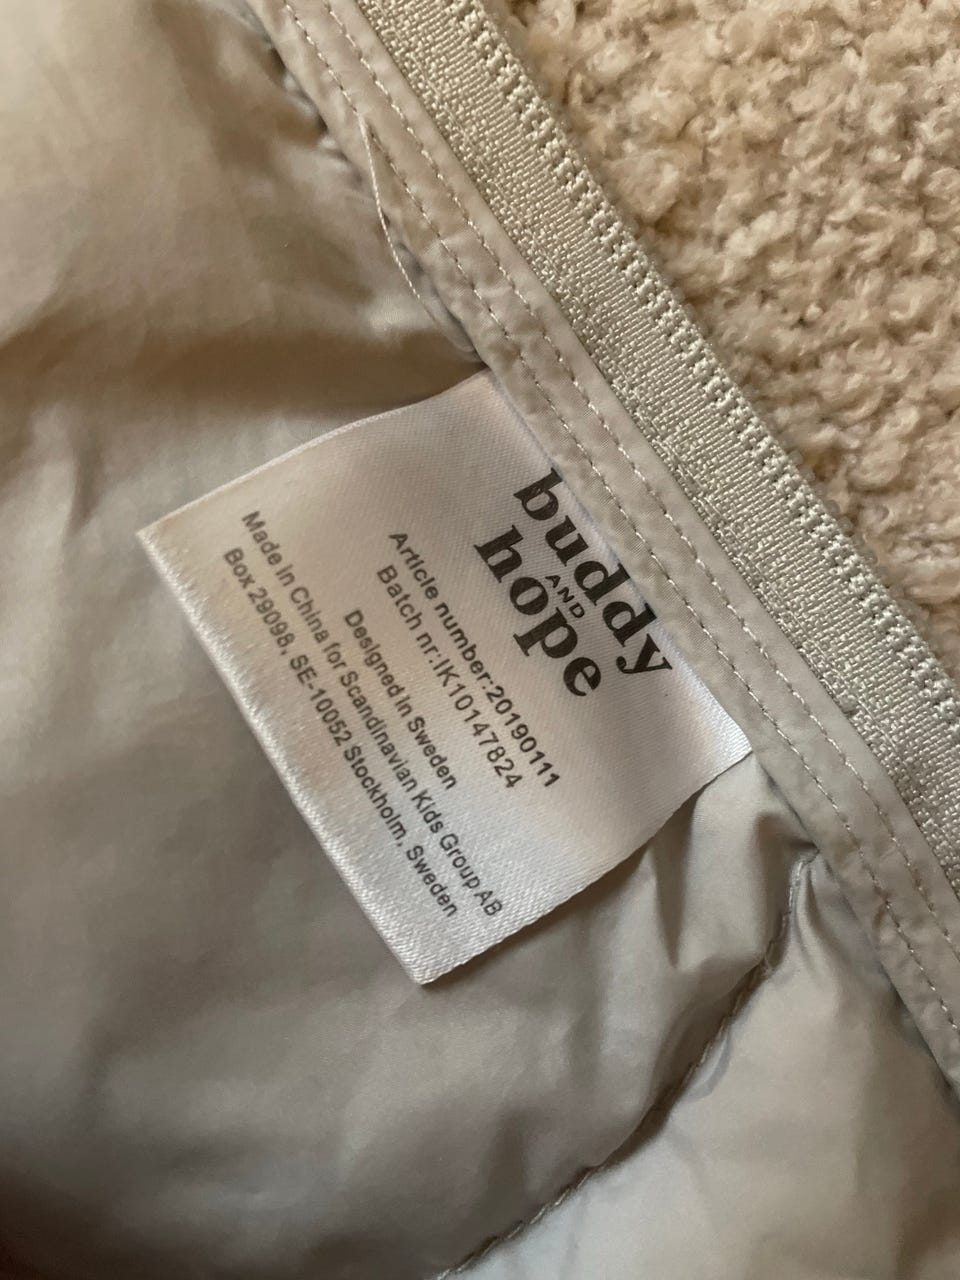 buddy
AND
hope
Article number:20190111
Batch nr:IK10147824
Designed in Sweden
Made in China for Scandinavian Kids Group AB
Box 29098, SE-10052 Stockholm, Sweden